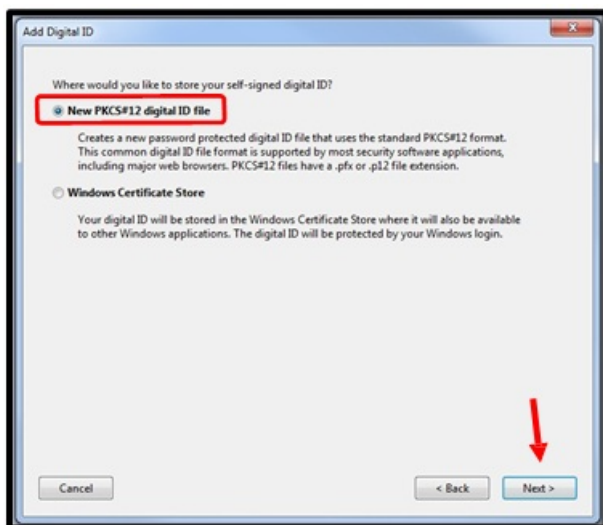 Add Digital ID
Where would you like to store your self-signed digital ID?
New PKCS#12 digital ID file
Creates a new password protected digital ID file that uses the standard PKCS#12 format.
This common digital ID file format is supported by most security software applications,
including major web browsers. PKCS#12 files have a .pfx or .p12 file extension.
Windows Certificate Store
Your digital ID will be stored in the Windows Certificate Store where it will also be available
to other Windows applications. The digital ID will be protected by your Windows login.
Cancel
< Back
Next >